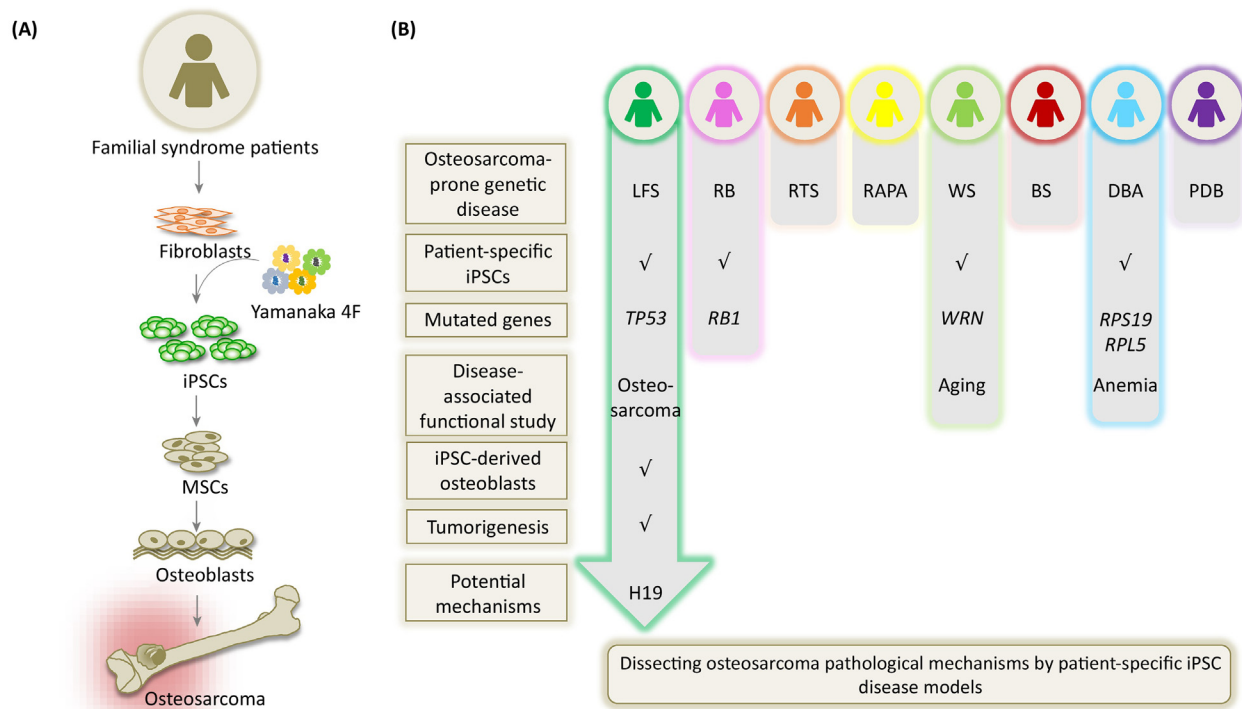 (A)
Familial syndrome patients
Fibroblasts
Yamanaka 4F
iPSCs
MSCs
Osteoblasts
Osteosarcoma
(B)
Osteosarcoma-
prone genetic
disease
LFS
RB
RTS
RAPA
WS
BS
DBA
PDB
Patient-specific
iPSCs
√
√
√
√
Mutated genes
TP53
RB1
WRN
RPS19
RPL5
Disease-
associated
functional study
Osteo-
sarcoma
Aging
Anemia
iPSC-derived
osteoblasts
√
Tumorigenesis
√
Potential
mechanisms
H19
Dissecting osteosarcoma pathological mechanisms by patient-specific iPSC
disease models